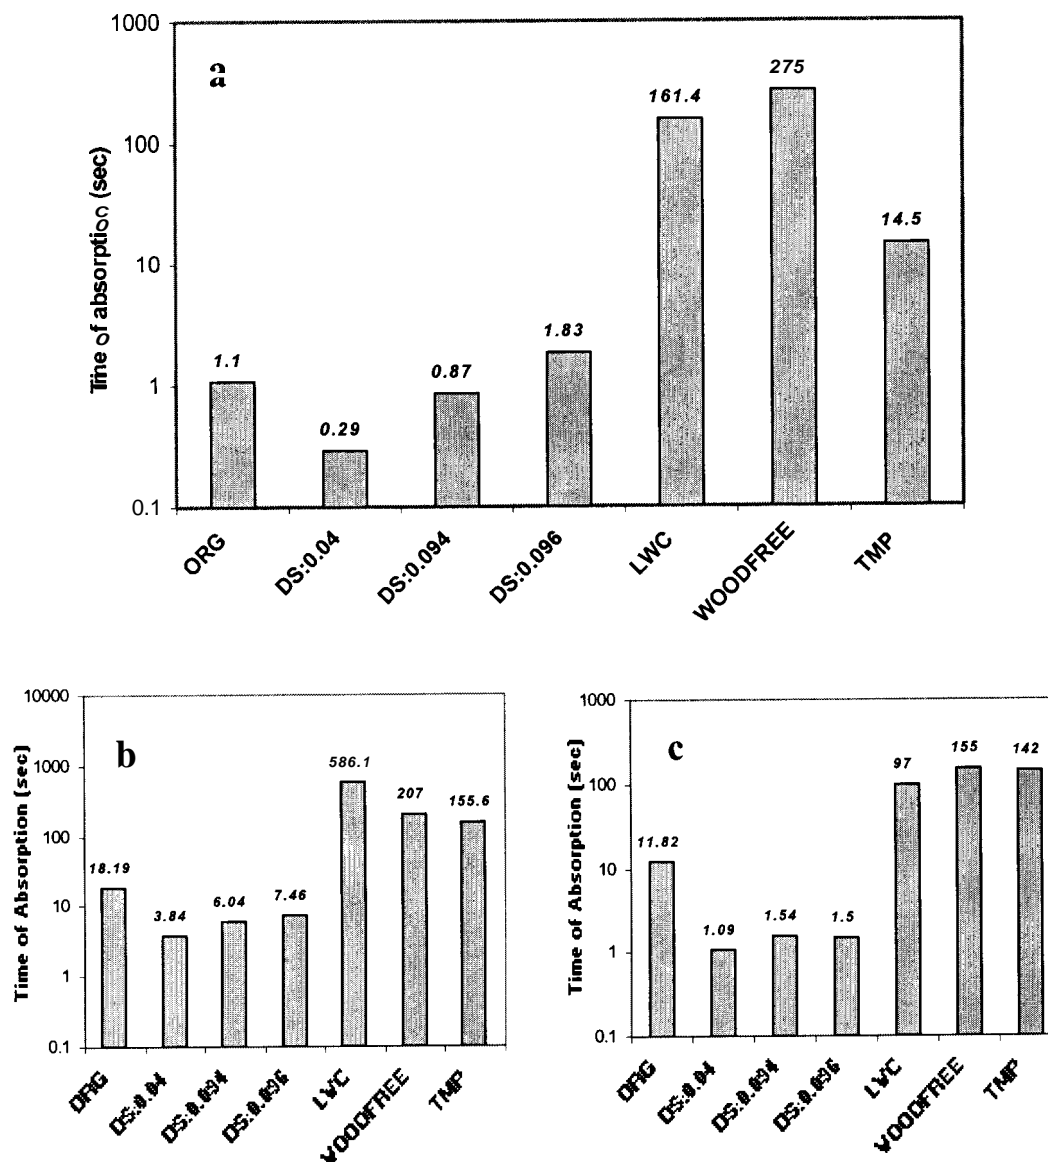 1000
a
275
161.4
100
Time of absorption (sec)
14.5
10
1.83
1.1
0.87
1
0.29
0.1
ORG
DS:0.04
DS:0.094
DS:0.096
LWC
WOODFREE
TMP
10000
b
1000
586.1
207
155.6
Time of Absorption (sec)
100
18.19
10
3.84
6.04
7.46
1
0.1
ORG
DS:0.04
DS:0.094
DS:0.096
LWC
WOODFREE
TMP
1000
c
155
142
97
100
Time of Absorption (sec)
11.82
10
1.09
1.54
1.5
1
0.1
ORG
DS:0.04
DS:0.094
DS:0.096
LWC
WOODFREE
TMP